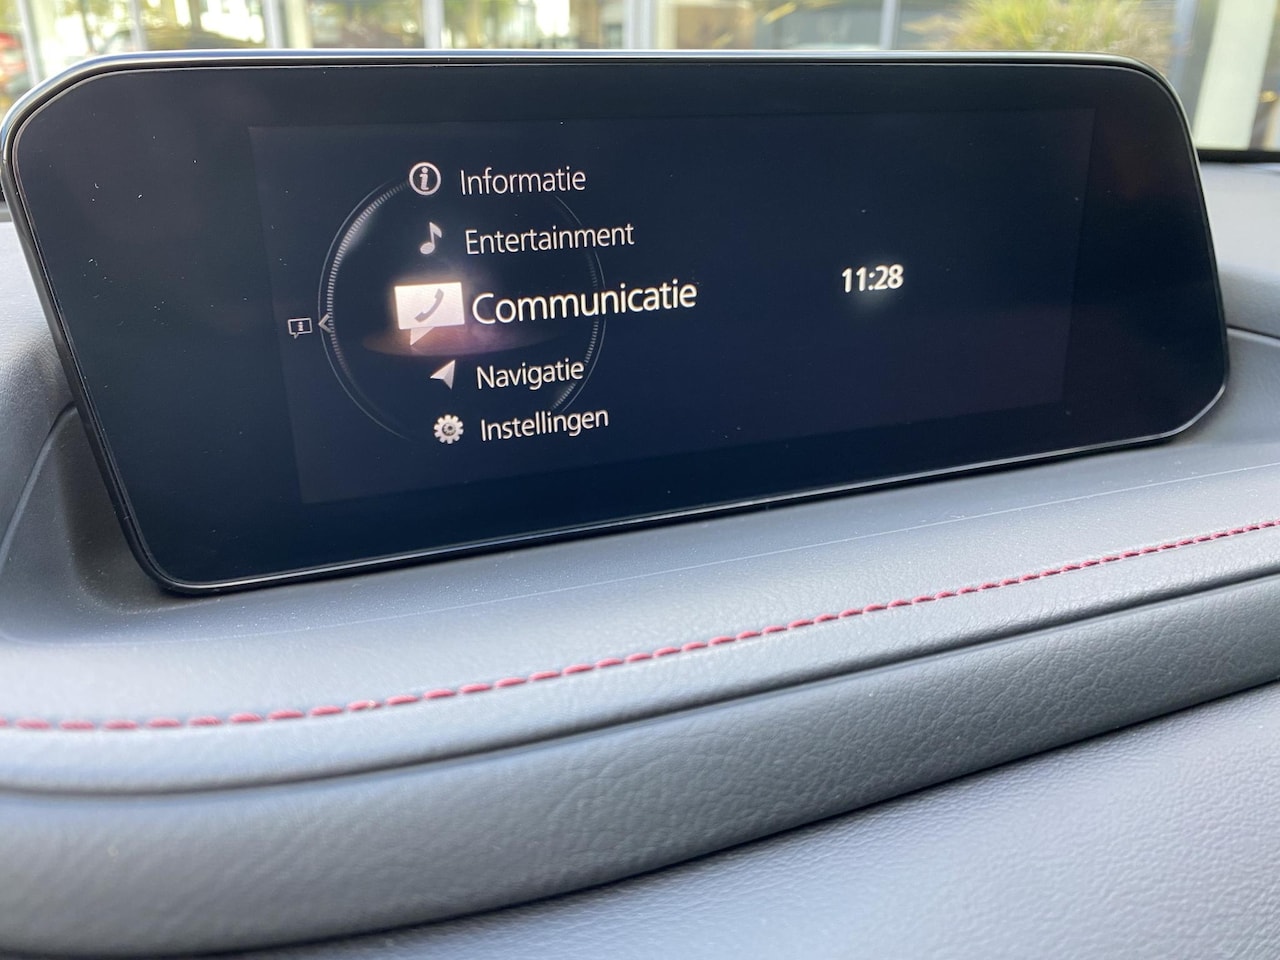 Informatie
Entertainment
Communicatie
11:28
Navigatie
Instellingen